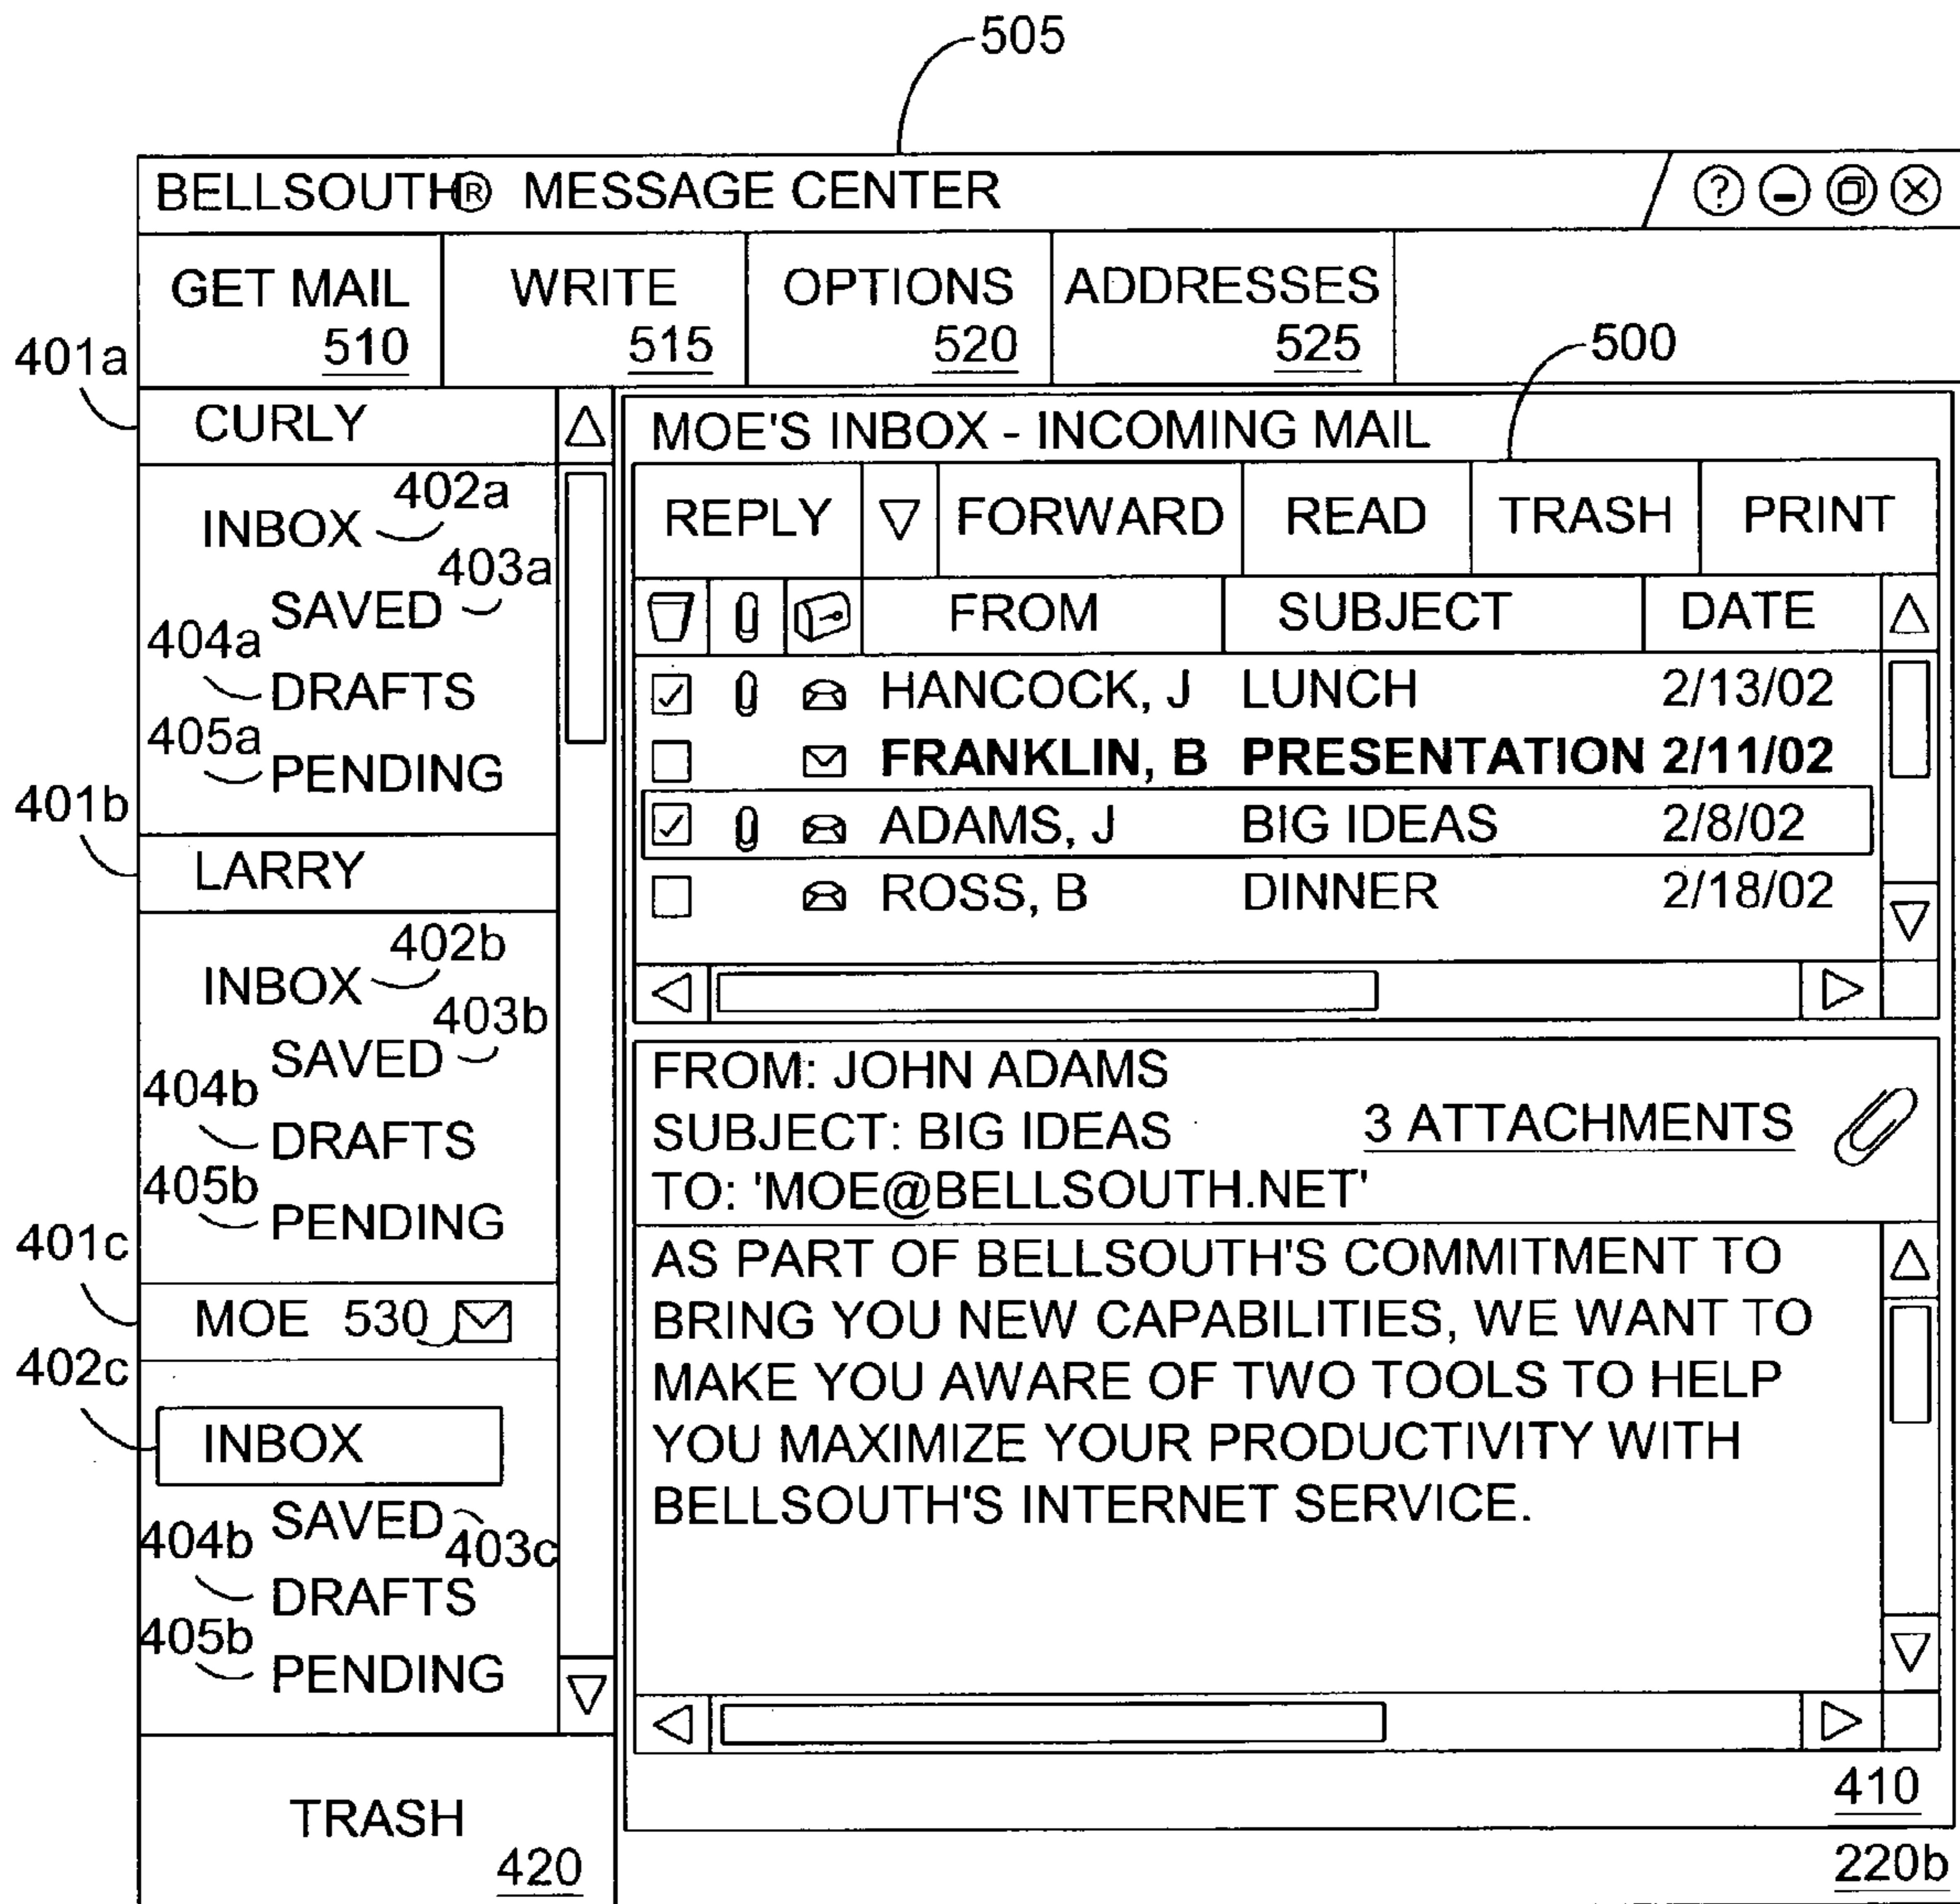 505
BELLSOUTH® MESSAGE CENTER
GET MAIL 510
WRITE 515
OPTIONS 520
ADDRESSES 525
401a
CURLY
INBOX 402a
SAVED 403a
404a DRAFTS
405a PENDING
401b
LARRY
INBOX 402b
SAVED 403b
404b DRAFTS
405b PENDING
401c
MOE 530
402c
INBOX
SAVED 403c
404b DRAFTS
405b PENDING
TRASH
420
500
MOE'S INBOX - INCOMING MAIL
REPLY FORWARD READ TRASH PRINT
FROM SUBJECT DATE
HANCOCK, J LUNCH 2/13/02
FRANKLIN, B PRESENTATION 2/11/02
ADAMS, J BIG IDEAS 2/8/02
ROSS, B DINNER 2/18/02
FROM: JOHN ADAMS
SUBJECT: BIG IDEAS 3 ATTACHMENTS
TO: 'MOE@BELLSOUTH.NET'
AS PART OF BELLSOUTH'S COMMITMENT TO
BRING YOU NEW CAPABILITIES, WE WANT TO
MAKE YOU AWARE OF TWO TOOLS TO HELP
YOU MAXIMIZE YOUR PRODUCTIVITY WITH
BELLSOUTH'S INTERNET SERVICE.
410
220b